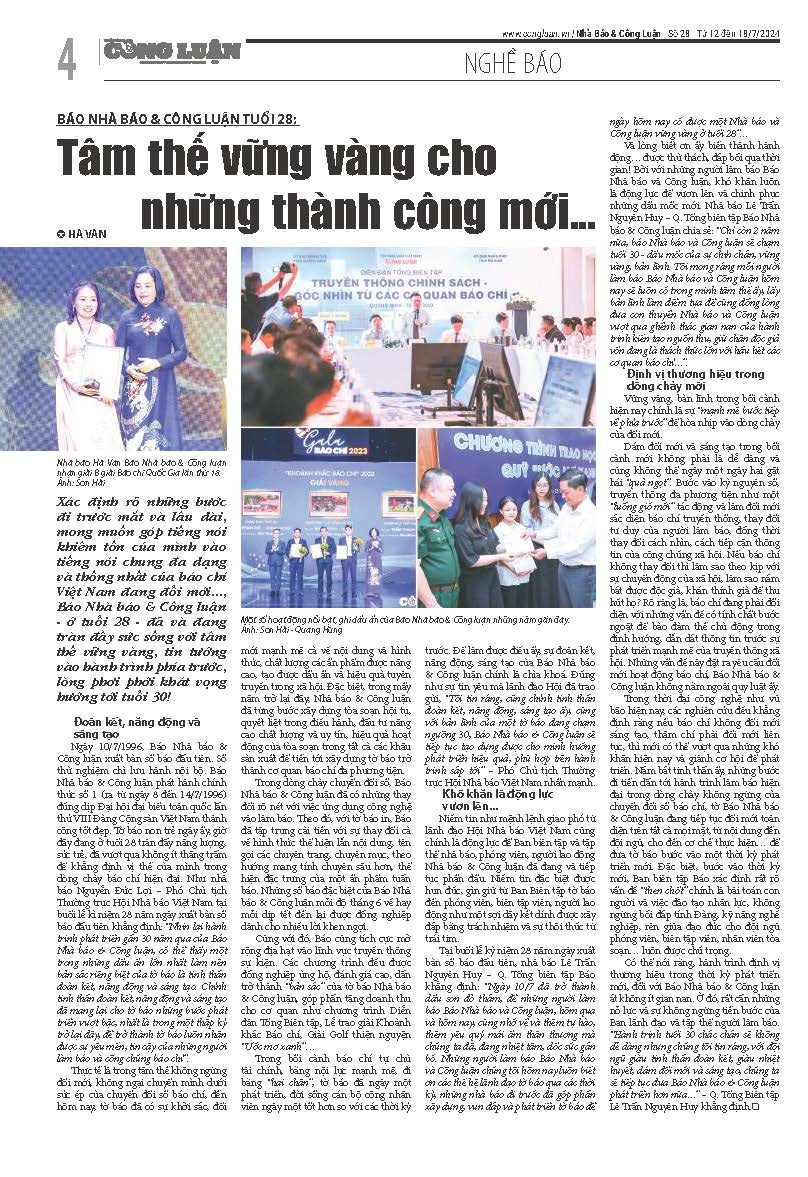 4
CÔNG LUẬN
www.congluan.vn | Nhà Báo & Công Luận Số 28 Từ 12 đến 18/7/2024
NGHỀ BÁO
BÁO NHÀ BÁO & CÔNG LUẬN TUỔI 28:
Tâm thế vững vàng cho
những thành công mới...
HÀ VÂN
DIỄN ĐÀN TỔNG BIÊN TẬP
TRUYỀN THÔNG CHÍNH SÁCH -
GÓC NHÌN TỪ CÁC CƠ QUAN BÁO CHÍ
Gala
BÁO CHÍ 2023
"KHOẢNH KHẮC BÁO CHÍ" 2022
GIẢI VÀNG
CHƯƠNG TRÌNH TRAO HỌC
Nhà báo Hà Vân Báo Nhà báo & Công luận
nhận giải B giải Báo chí Quốc Gia lần thứ 18.
Ảnh: Sơn Hải
Một số hoạt động nổi bật, ghi dấu ấn của Báo Nhà báo & Công luận những năm gần đây.
Ảnh: Sơn Hải - Quang Hùng
Xác định rõ những bước
đi trước mắt và lâu dài,
mong muốn góp tiếng nói
khiêm tốn của mình vào
tiếng nói chung đa dạng
và thống nhất của báo chí
Việt Nam đang đổi mới...,
Báo Nhà báo & Công luận
- ở tuổi 28 - đã và đang
tràn đầy sức sống với tâm
thế vững vàng, tin tưởng
vào hành trình phía trước,
lòng phơi phới khát vọng
hướng tới tuổi 30!
Đoàn kết, năng động và
sáng tạo
Ngày 10/7/1996, Báo Nhà báo &
Công luận xuất bản số báo đầu tiên. Số
thử nghiệm chỉ lưu hành nội bộ. Báo
Nhà báo & Công luận phát hành chính
thức số 1 (ra từ ngày 8 đến 14/7/1996)
đúng dịp Đại hội đại biểu toàn quốc lần
thứ VIII Đảng Cộng sản Việt Nam thành
công tốt đẹp. Tờ báo non trẻ ngày ấy, giờ
đây đang ở tuổi 28 tràn đầy năng lượng,
sức trẻ, đã vượt qua không ít thăng trầm
để khẳng định vị thế của mình trong
dòng chảy báo chí hiện đại. Như nhà
báo Nguyễn Đức Lợi – Phó Chủ tịch
Thường trực Hội Nhà báo Việt Nam tại
buổi lễ kỉ niệm 28 năm ngày xuất bản số
báo đầu tiên khẳng định: "Nhìn lại hành
trình phát triển gần 30 năm qua của Báo
Nhà báo & Công luận, có thể thấy một
trong những dấu ấn lớn nhất làm nên
bản sắc riêng biệt của tờ báo là tinh thần
đoàn kết, năng động và sáng tạo. Chính
tinh thần đoàn kết, năng động và sáng tạo
đã mang lại cho tờ báo những bước phát
triển vượt bậc, nhất là trong một thập kỷ
trở lại đây, để trở thành tờ báo luôn nhận
được sự yêu mến, tin cậy của những người
làm báo và công chúng báo chí".
Thực tế là trong tâm thế không ngừng
đổi mới, không ngại chuyển mình dưới
sức ép của chuyển đổi số báo chí, đến
hôm nay, tờ báo đã có sự khởi sắc, đổi
mới mạnh mẽ cả về nội dung và hình
thức, chất lượng các ấn phẩm được nâng
cao, tạo được dấu ấn và hiệu quả tuyên
truyền trong xã hội. Đặc biệt, trong mấy
năm trở lại đây, Nhà báo & Công luận
đã từng bước xây dựng tòa soạn hội tụ,
quyết liệt trong điều hành, đầu tư nâng
cao chất lượng và uy tín, hiệu quả hoạt
động của tòa soạn trong tất cả các khâu
sản xuất để tiến tới xây dựng tờ báo trở
thành cơ quan báo chí đa phương tiện.
Trong dòng chảy chuyển đổi số, Báo
Nhà báo & Công luận đã có những thay
đổi rõ nét với việc ứng dụng công nghệ
vào làm báo. Theo đó, với tờ báo in, Báo
đã tập trung cải tiến với sự thay đổi cả
về hình thức thể hiện lẫn nội dung, tên
gọi các chuyên trang, chuyên mục, theo
hướng mang tính chuyên sâu hơn, thể
hiện đặc trưng của một ấn phẩm tuần
báo. Những số báo đặc biệt của Báo Nhà
báo & Công luận mỗi độ tháng 6 về hay
mỗi dịp tết đến lại được đồng nghiệp
dành cho nhiều lời khen ngợi.
Cùng với đó, Báo cũng tích cực mở
rộng địa hạt vào lĩnh vực truyền thông
sự kiện. Các chương trình đều được
đồng nghiệp ủng hộ, đánh giá cao, dần
trở thành "bản sắc" của tờ báo Nhà báo
& Công luận, góp phần tăng doanh thu
cho cơ quan như chương trình Diễn
đàn Tổng Biên tập, Lễ trao giải Khoảnh
khắc Báo chí, Giải Golf thiện nguyện
"Ước mơ xanh"...
Trong bối cảnh báo chí tự chủ
tài chính, bằng nội lực mạnh mẽ, đi
bằng "hai chân", tờ báo đã ngày một
phát triển, đời sống cán bộ công nhân
viên ngày một tốt hơn so với các thời kỳ
trước. Để làm được điều ấy, sự đoàn kết,
năng động, sáng tạo của Báo Nhà báo
& Công luận chính là chìa khoá. Đúng
như sự tin yêu mà lãnh đạo Hội đã trao
gửi, "Tôi tin rằng, cùng chính tinh thần
đoàn kết năng động, sáng tạo ấy, cùng
với bản lĩnh của một tờ báo đang chạm
ngưỡng 30, Báo Nhà báo & Công luận sẽ
tiếp tục tạo dựng được cho mình hướng
phát triển hiệu quả, phù hợp trên hành
trình sắp tới" – Phó Chủ tịch Thường
trực Hội Nhà báo Việt Nam nhấn mạnh.
Khó khăn là động lực
vươn lên...
Niềm tin như mệnh lệnh giao phó từ
lãnh đạo Hội Nhà báo Việt Nam cũng
chính là động lực để Ban biên tập và tập
thể nhà báo, phóng viên, người lao động
Nhà báo & Công luận đã đang và tiếp
tục phấn đấu. Niềm tin đặc biệt được
hun đúc, gìn giữ từ Ban Biên tập tờ báo
đến phóng viên, biên tập viên, người lao
động như một sợi dây kết dính được xây
đắp bằng trách nhiệm và sự thôi thúc từ
trái tim.
Tại buổi lễ kỷ niệm 28 năm ngày xuất
bản số báo đầu tiên, nhà báo Lê Trần
Nguyên Huy – Q. Tổng biên tập Báo
khẳng định: "Ngày 10/7 đã trở thành
dấu son đỏ thắm, để những người làm
báo Báo Nhà báo và Công luận, hôm qua
và hôm nay, cùng nhớ về và thêm tự hào,
thêm yêu quý mái ấm thân thương mà
chúng ta đã, đang nhiệt tâm, dốc sức gắn
bó. Những người làm báo Báo Nhà báo
và Công luận chúng tôi hôm nay luôn biết
ơn các thế hệ lãnh đạo tờ báo qua các thời
kỳ, những nhà báo đi trước đã góp phần
xây dựng, vun đắp và phát triển tờ báo để
ngày hôm nay có được một Nhà báo và
Công luận vững vàng ở tuổi 28"...
Và lòng biết ơn ấy biến thành hành
động... được thử thách, đắp bồi qua thời
gian! Bởi với những người làm báo Báo
Nhà báo và Công luận, khó khăn luôn
là động lực để vươn lên và chinh phục
những dấu mốc mới. Nhà báo Lê Trần
Nguyên Huy – Q. Tổng biên tập Báo Nhà
báo & Công luận chia sẻ: "Chỉ còn 2 năm
nữa, báo Nhà báo và Công luận sẽ chạm
tuổi 30 - dấu mốc của sự chín chắn, vững
vàng, bản lĩnh. Tôi mong rằng mỗi người
làm báo Báo Nhà báo và Công luận hôm
nay sẽ luôn có trong mình tâm thế ấy, lấy
bản lĩnh làm điểm tựa để cùng đồng lòng
đưa con thuyền Nhà báo và Công luận
vượt qua ghềnh thác gian nan của hành
trình kiến tạo nguồn thu, giữ chân độc giả
vốn đang là thách thức lớn với hầu hết các
cơ quan báo chí...".
Định vị thương hiệu trong
dòng chảy mới
Vững vàng, bản lĩnh trong bối cảnh
hiện nay chính là sự "mạnh mẽ bước tiếp
về phía trước" để hòa nhịp vào dòng chảy
của đổi mới.
Dám đổi mới và sáng tạo trong bối
cảnh mới không phải là dễ dàng và
cũng không thể ngày một ngày hai gặt
hái "quả ngọt". Bước vào kỷ nguyên số,
truyền thông đa phương tiện như một
"luồng gió mới" tác động và làm đổi mới
sắc diện báo chí truyền thống, thay đổi
tư duy của người làm báo, đồng thời
thay đổi cách nhìn, cách tiếp cận thông
tin của công chúng xã hội. Nếu báo chí
không thay đổi thì làm sao theo kịp với
sự chuyển động của xã hội, làm sao nắm
bắt được độc giả, khán thính giả để thu
hút họ? Rõ ràng là, báo chí đang phải đối
diện với những vấn đề có tính chất bước
ngoặt để bảo đảm thế chủ động trong
định hướng, dẫn dắt thông tin trước sự
phát triển mạnh mẽ của truyền thông xã
hội. Những vấn đề này đặt ra yêu cầu đổi
mới hoạt động báo chí, Báo Nhà báo &
Công luận không nằm ngoài quy luật ấy.
Trong thời đại công nghệ như vũ
bão hiện nay, các nghiên cứu đều khẳng
định rằng nếu báo chí không đổi mới
sáng tạo, thậm chí phải đổi mới liên
tục, thì mới có thể vượt qua những khó
khăn hiện nay và giành cơ hội để phát
triển. Nắm bắt tinh thần ấy, những bước
đi tiến dần tới hành trình làm báo hiện
đại trong dòng chảy không ngừng của
chuyển đổi số báo chí, tờ Báo Nhà báo
& Công luận đang tiếp tục đổi mới toàn
diện trên tất cả mọi mặt, từ nội dung đến
đội ngũ, cho đến cơ chế thực hiện... để
đưa tờ báo bước vào một thời kỳ phát
triển mới. Đặc biệt, bước vào thời kỳ
mới, Ban biên tập Báo xác định rất rõ
vấn đề "then chốt" chính là bài toán con
người và việc đào tạo nhân lực, không
ngừng bồi đắp tính Đảng, kỹ năng nghề
nghiệp, rèn giũa đạo đức cho đội ngũ
phóng viên, biên tập viên, nhân viên tòa
soạn... luôn được chú trọng.
Có thể nói rằng, hành trình định vị
thương hiệu trong thời kỳ phát triển
mới, đối với Báo Nhà báo & Công luận
ắt không ít gian nan. Ở đó, rất cần những
nỗ lực và sự không ngừng tiến bước của
Ban lãnh đạo và tập thể người làm báo.
"Hành trình tuổi 30 chắc chắn sẽ không
dễ dàng nhưng chúng tôi tin rằng, với đội
ngũ giàu tinh thần đoàn kết, giàu nhiệt
huyết, dám đổi mới và sáng tạo, chúng ta
sẽ tiếp tục đưa Báo Nhà báo & Công luận
phát triển hơn nữa." – Q. Tổng Biên tập
Lê Trần Nguyên Huy khẳng định.